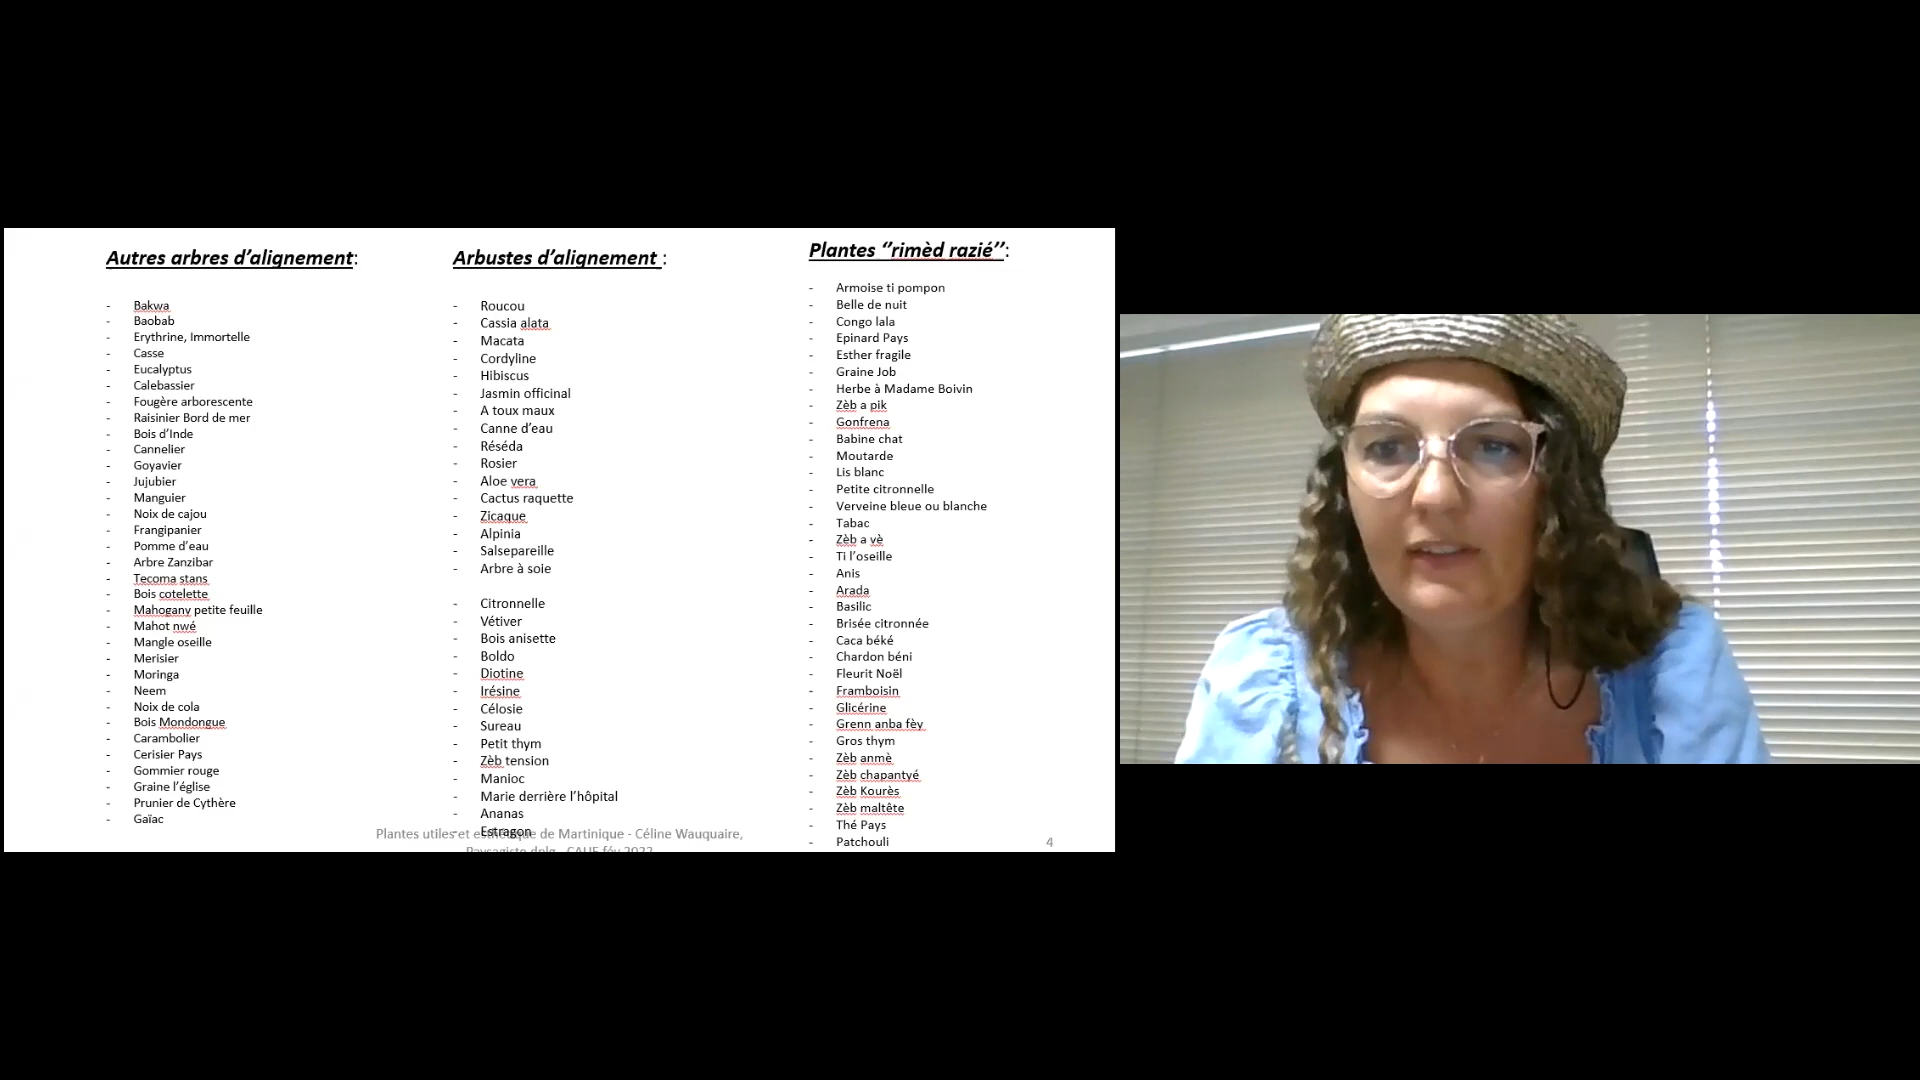 Autres arbres d’alignement:
- Bakwa
- Baobab
- Erythrine, Immortelle
- Casse
- Eucalyptus
- Calebassier
- Fougère arborescente
- Raisinier Bord de mer
- Bois d’Inde
- Cannelier
- Goyavier
- Jujubier
- Manguier
- Noix de cajou
- Frangipanier
- Pomme d’eau
- Arbre Zanzibar
- Tecoma stans
- Bois cotelette
- Mahogany petite feuille
- Mahot nwé
- Mangle oseille
- Merisier
- Moringa
- Neem
- Noix de cola
- Bois Mondongue
- Carambolier
- Cerisier Pays
- Gommier rouge
- Graine l’église
- Prunier de Cythère
- Gaïac
Arbustes d’alignement :
- Roucou
- Cassia alata
- Macata
- Cordyline
- Hibiscus
- Jasmin officinal
- A toux maux
- Canne d’eau
- Réséda
- Rosier
- Aloe vera
- Cactus raquette
- Zicaque
- Alpinia
- Salsepareille
- Arbre à soie
- Citronnelle
- Vétiver
- Bois anisette
- Boldo
- Diotine
- Irésine
- Célosie
- Sureau
- Petit thym
- Zèb tension
- Manioc
- Marie derrière l’hôpital
- Ananas
- Estragon
Plantes ‘’rimèd razié’’:
- Armoise ti pompon
- Belle de nuit
- Congo lala
- Epinard Pays
- Esther fragile
- Graine Job
- Herbe à Madame Boivin
- Zèb a pik
- Gonfrena
- Babine chat
- Moutarde
- Lis blanc
- Petite citronnelle
- Verveine bleue ou blanche
- Tabac
- Zèb a vè
- Ti l’oseille
- Anis
- Arada
- Basilic
- Brisée citronnée
- Caca béké
- Chardon béni
- Fleurit Noël
- Framboisin
- Glicérine
- Grenn anba fèy
- Gros thym
- Zèb anmè
- Zèb chapantyé
- Zèb Kourès
- Zèb maltête
- Thé Pays
- Patchouli
Plantes utiles et esthétique de Martinique - Céline Wauquaire,
Paysagiste dplg - CAUE fév 2022
4